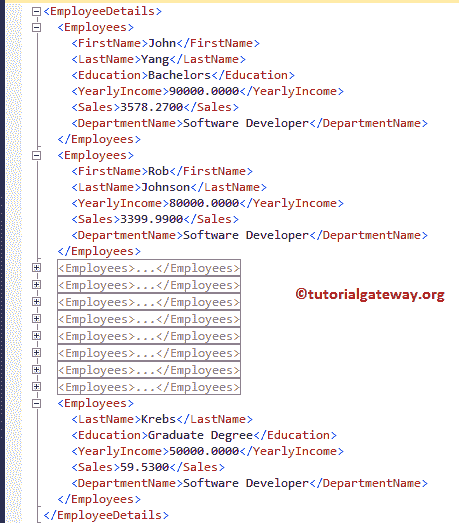 <EmployeeDetails>
<Employees>
<FirstName>John</FirstName>
<LastName>Yang</LastName>
<Education>Bachelors</Education>
<YearlyIncome>90000.0000</YearlyIncome>
<Sales>3578.2700</Sales>
<DepartmentName>Software Developer</DepartmentName>
</Employees>
<Employees>
<FirstName>Rob</FirstName>
<LastName>Johnson</LastName>
<YearlyIncome>80000.0000</YearlyIncome>
<Sales>3399.9900</Sales>
<DepartmentName>Software Developer</DepartmentName>
</Employees>
<Employees>...</Employees>
<Employees>...</Employees>
<Employees>...</Employees>
©tutorialgateway.org
<Employees>...</Employees>
<Employees>...</Employees>
<Employees>...</Employees>
<Employees>...</Employees>
<Employees>...</Employees>
<Employees>
<LastName>Krebs</LastName>
<Education>Graduate Degree</Education>
<YearlyIncome>50000.0000</YearlyIncome>
<Sales>59.5300</Sales>
<DepartmentName>Software Developer</DepartmentName>
</Employees>
</EmployeeDetails>